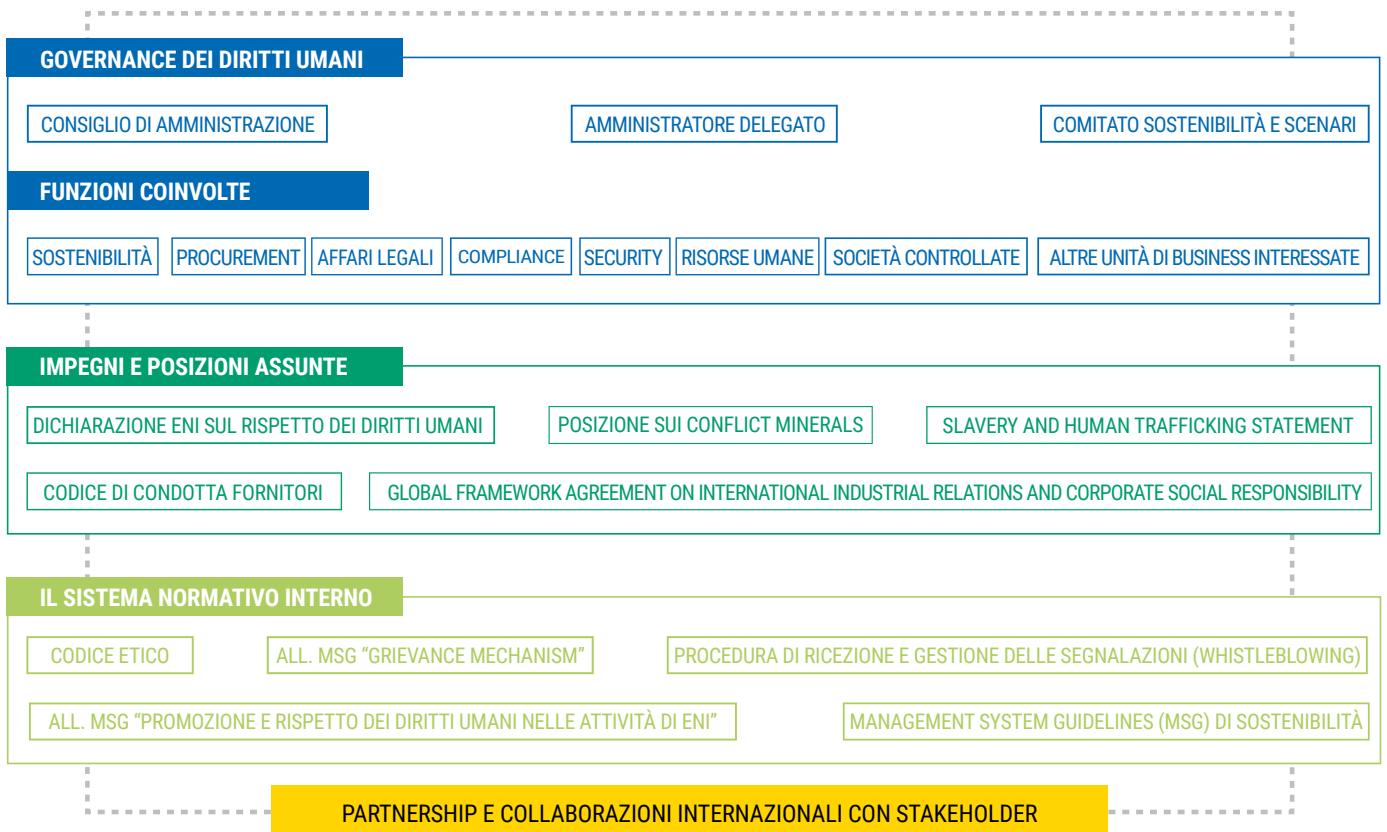 GOVERNANCE DEI DIRITTI UMANI
CONSIGLIO DI AMMINISTRAZIONE
AMMINISTRATORE DELEGATO
COMITATO SOSTENIBILITÀ E SCENARI
FUNZIONI COINVOLTE
SOSTENIBILITÀ
PROCUREMENT
AFFARI LEGALI
COMPLIANCE
SECURITY
RISORSE UMANE
SOCIETÀ CONTROLLATE
ALTRE UNITÀ DI BUSINESS INTERESSATE
IMPEGNI E POSIZIONI ASSUNTE
DICHIARAZIONE ENI SUL RISPETTO DEI DIRITTI UMANI
POSIZIONE SUI CONFLICT MINERALS
SLAVERY AND HUMAN TRAFFICKING STATEMENT
CODICE DI CONDOTTA FORNITORI
GLOBAL FRAMEWORK AGREEMENT ON INTERNATIONAL INDUSTRIAL RELATIONS AND CORPORATE SOCIAL RESPONSIBILITY
IL SISTEMA NORMATIVO INTERNO
CODICE ETICO
ALL. MSG “GRIEVANCE MECHANISM”
PROCEDURA DI RICEZIONE E GESTIONE DELLE SEGNALAZIONI (WHISTLEBLOWING)
ALL. MSG “PROMOZIONE E RISPETTO DEI DIRITTI UMANI NELLE ATTIVITÀ DI ENI”
MANAGEMENT SYSTEM GUIDELINES (MSG) DI SOSTENIBILITÀ
PARTNERSHIP E COLLABORAZIONI INTERNAZIONALI CON STAKEHOLDER